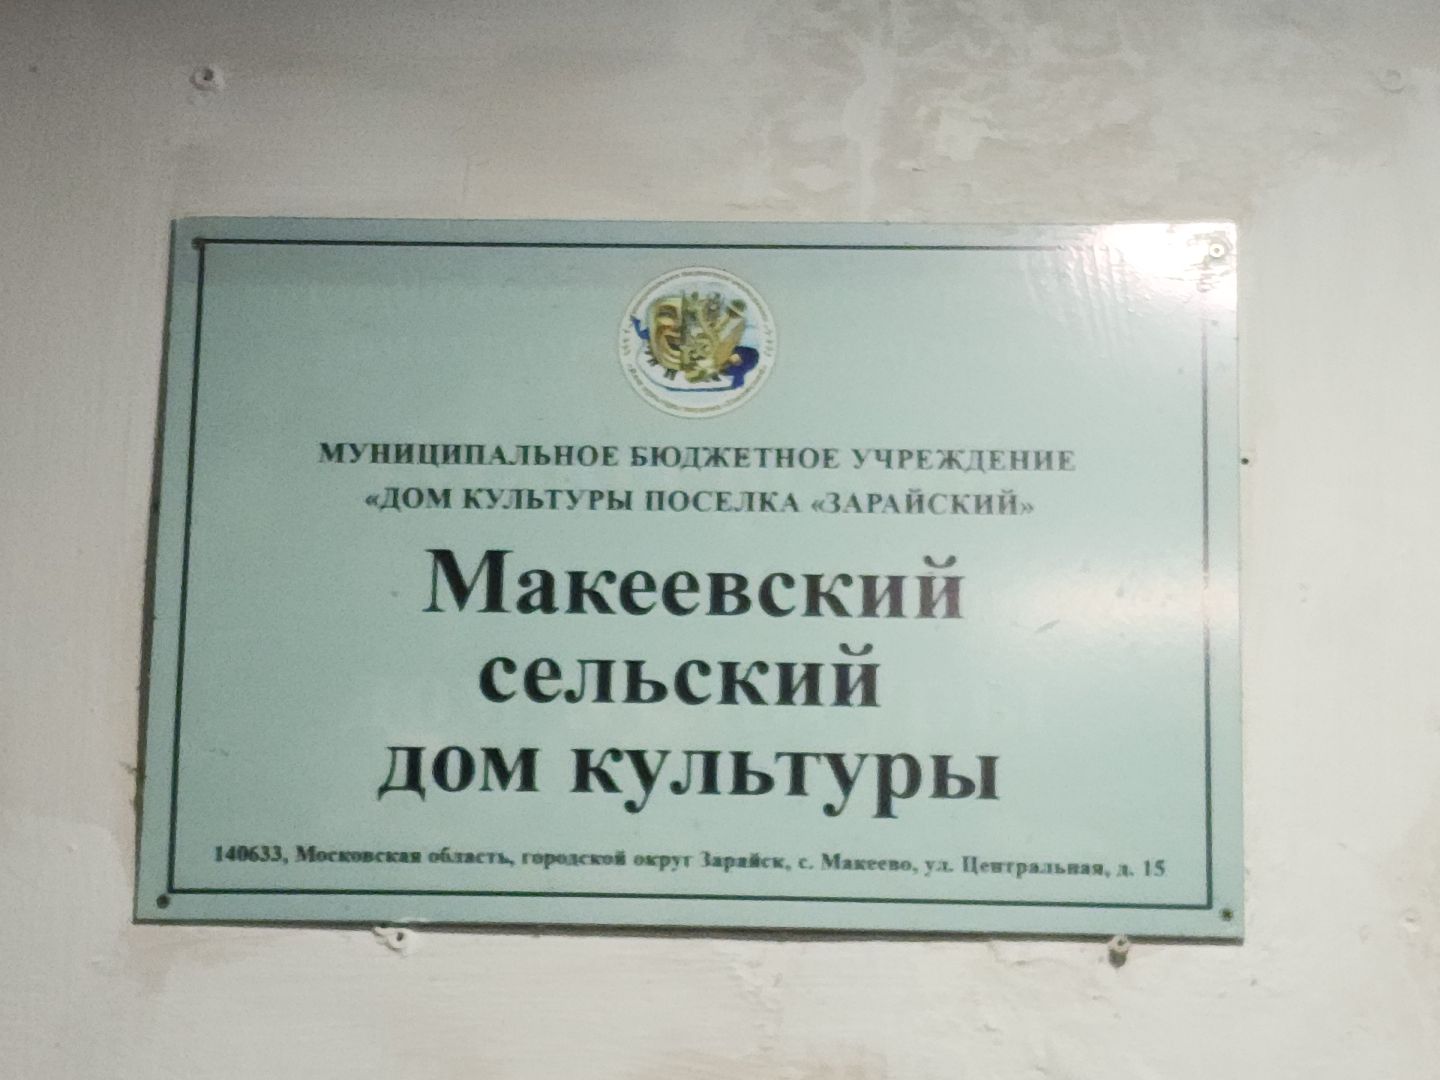 МУНИЦИПАЛЬНОЕ БЮДЖЕТНОЕ УЧРЕЖДЕНИЕ
«ДОМ КУЛЬТУРЫ ПОСЕЛКА «ЗАРАЙСКИЙ»
Макеевский
сельский
дом культуры
140633, Московская область, городской округ Зарайск, с. Макеево, ул. Центральная, д. 15